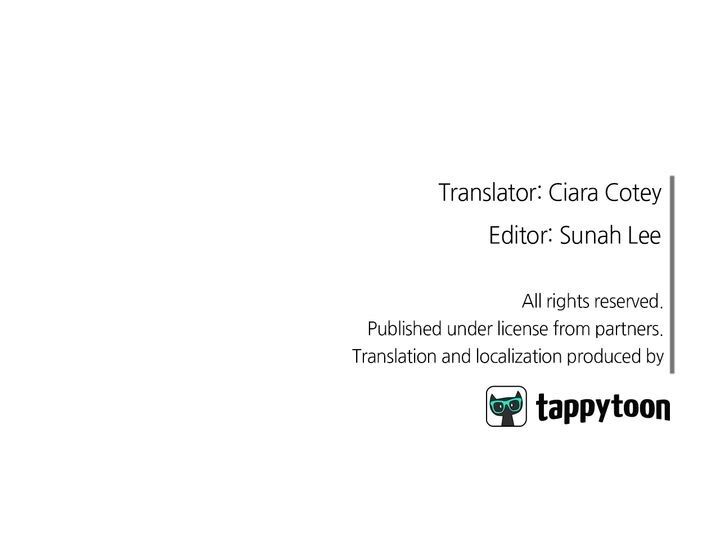 Translator: Ciara Cotey
Editor: Sunah Lee
All rights reserved.
Published under license from partners.
Translation and localization produced by
tappytoon